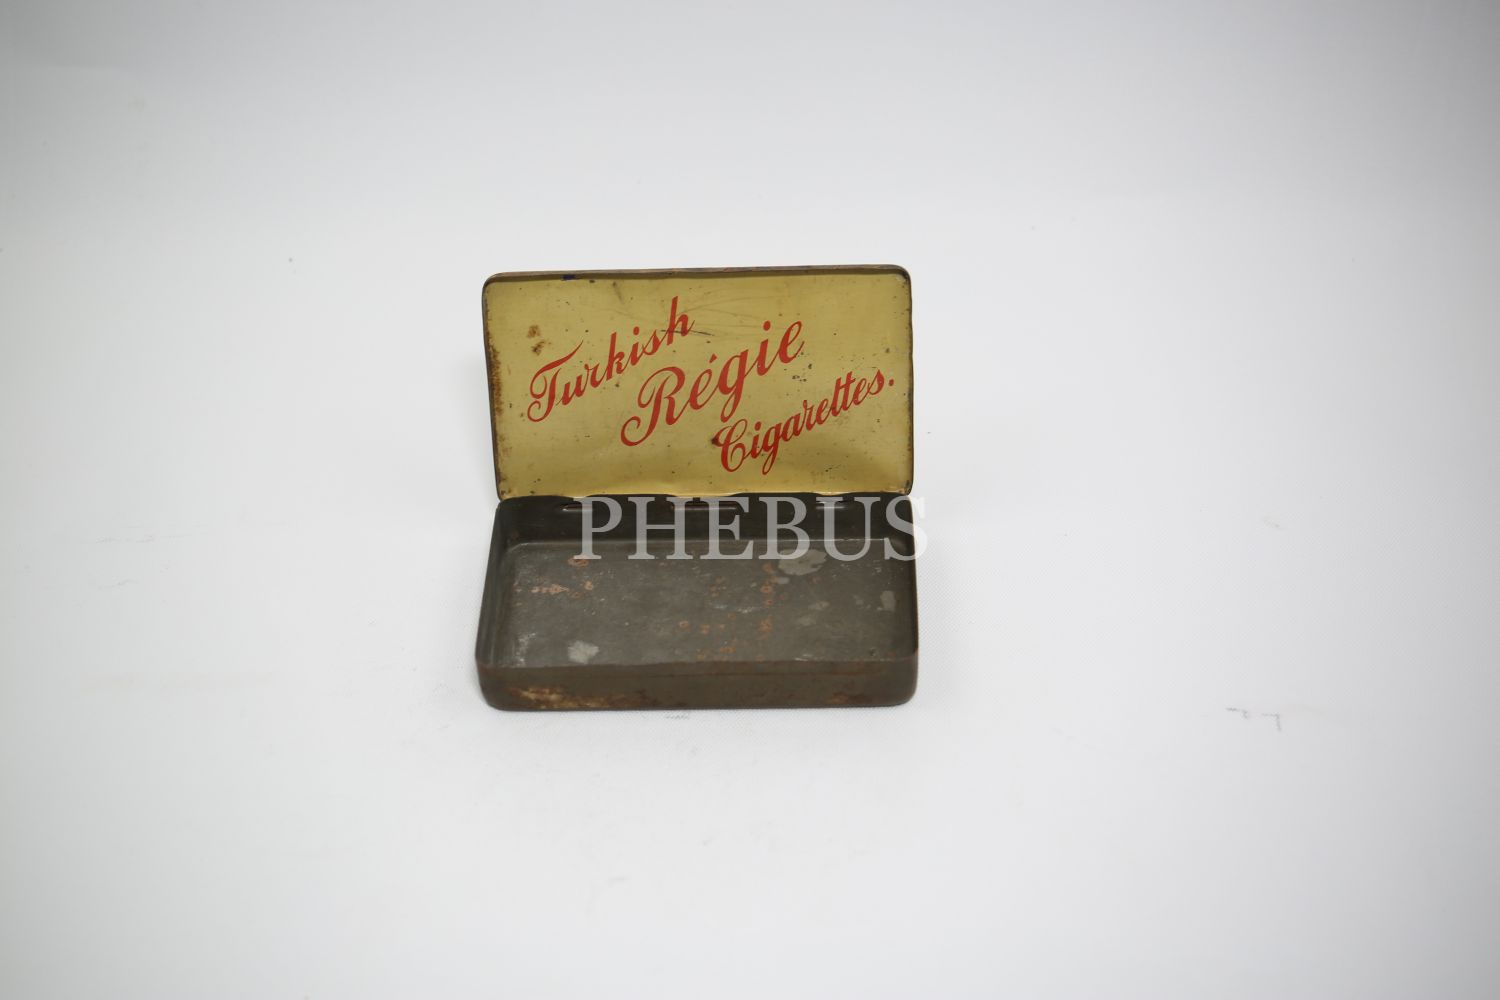 Turkish
Régie
Cigarettes.
PHEBUS